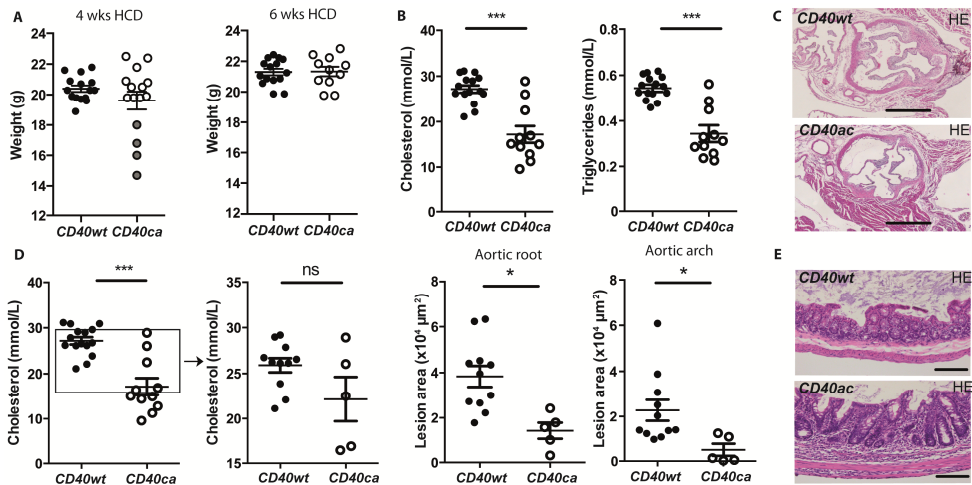 A
4 wks HCD
Weight (g)
22
20
18
16
14
12
CD40wt CD40ca
6 wks HCD
Weight (g)
24
22
20
18
16
14
12
CD40wt CD40ca
B
***
Cholesterol (mmol/L)
40
30
20
10
0
CD40wt CD40ca
***
Triglycerides (mmol/L)
0.8
0.6
0.4
0.2
0
CD40wt CD40ca
C
CD40wt
HE
CD40ac
HE
D
***
Cholesterol (mmol/L)
40
30
20
10
0
CD40wt CD40ca
ns
Cholesterol (mmol/L)
35
30
25
20
15
CD40wt CD40ca
Aortic root
*
Lesion area (x10⁴ µm²)
8
6
4
2
0
CD40wt CD40ca
Aortic arch
*
Lesion area (x10⁴ µm²)
8
6
4
2
0
CD40wt CD40ca
E
CD40wt
HE
CD40ac
HE